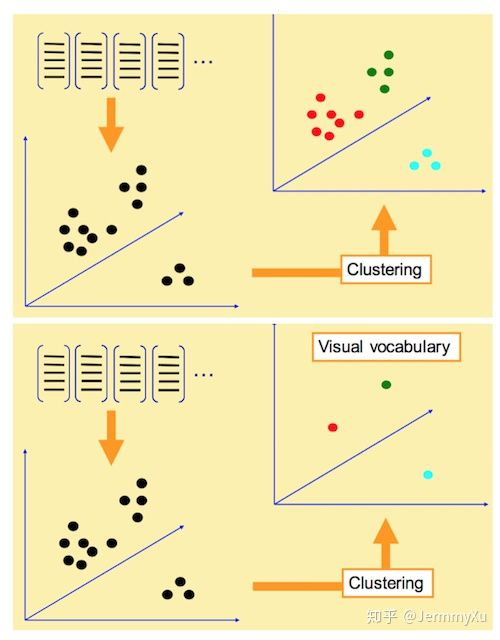 ...
Clustering
Visual vocabulary
...
Clustering
知乎 @JermmyXu